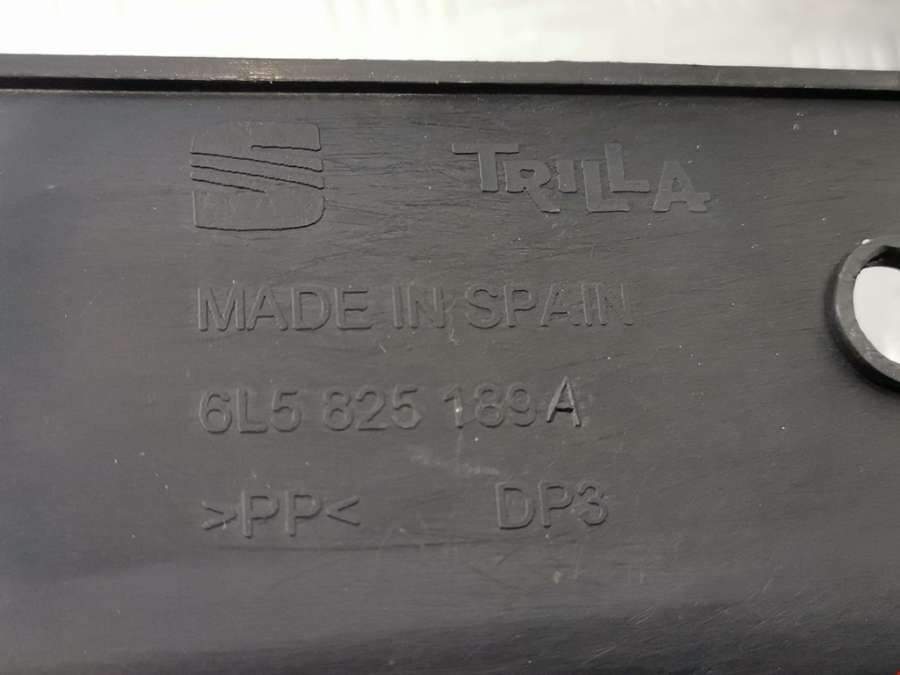 TRILLA
MADE IN SPAIN
6L5 825 189 A
>PP< DP3